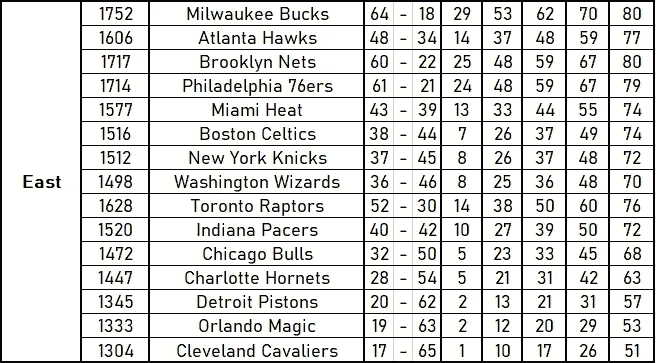 1752 Milwaukee Bucks 64 - 18 29 53 62 70 80
1606 Atlanta Hawks 48 - 34 14 37 48 59 77
1717 Brooklyn Nets 60 - 22 25 48 59 67 80
1714 Philadelphia 76ers 61 - 21 24 48 59 67 79
1577 Miami Heat 43 - 39 13 33 44 55 74
1516 Boston Celtics 38 - 44 7 26 37 49 74
1512 New York Knicks 37 - 45 8 26 37 48 72
East 1498 Washington Wizards 36 - 46 8 25 36 48 70
1628 Toronto Raptors 52 - 30 14 38 50 60 76
1520 Indiana Pacers 40 - 42 10 27 39 50 72
1472 Chicago Bulls 32 - 50 5 23 33 45 68
1447 Charlotte Hornets 28 - 54 5 21 31 42 63
1345 Detroit Pistons 20 - 62 2 13 21 31 57
1333 Orlando Magic 19 - 63 2 12 20 29 53
1304 Cleveland Cavaliers 17 - 65 1 10 17 26 51